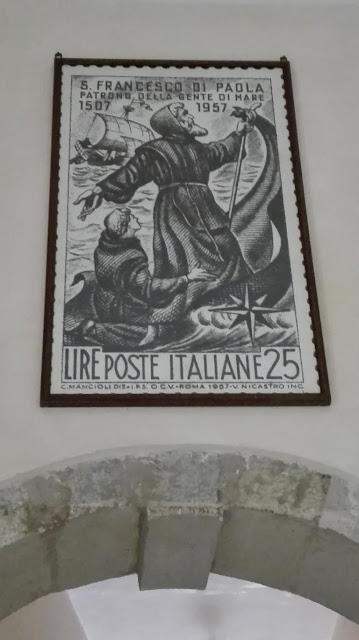 S. FRANCESCO DI PAOLA
PATRONO DELLA GENTE DI MARE
1507 1957
LIRE POSTE ITALIANE 25
C. MANCIOLI DIS. I.P.S. O.C.V. - ROMA 1957 - V. NICASTRO INC.